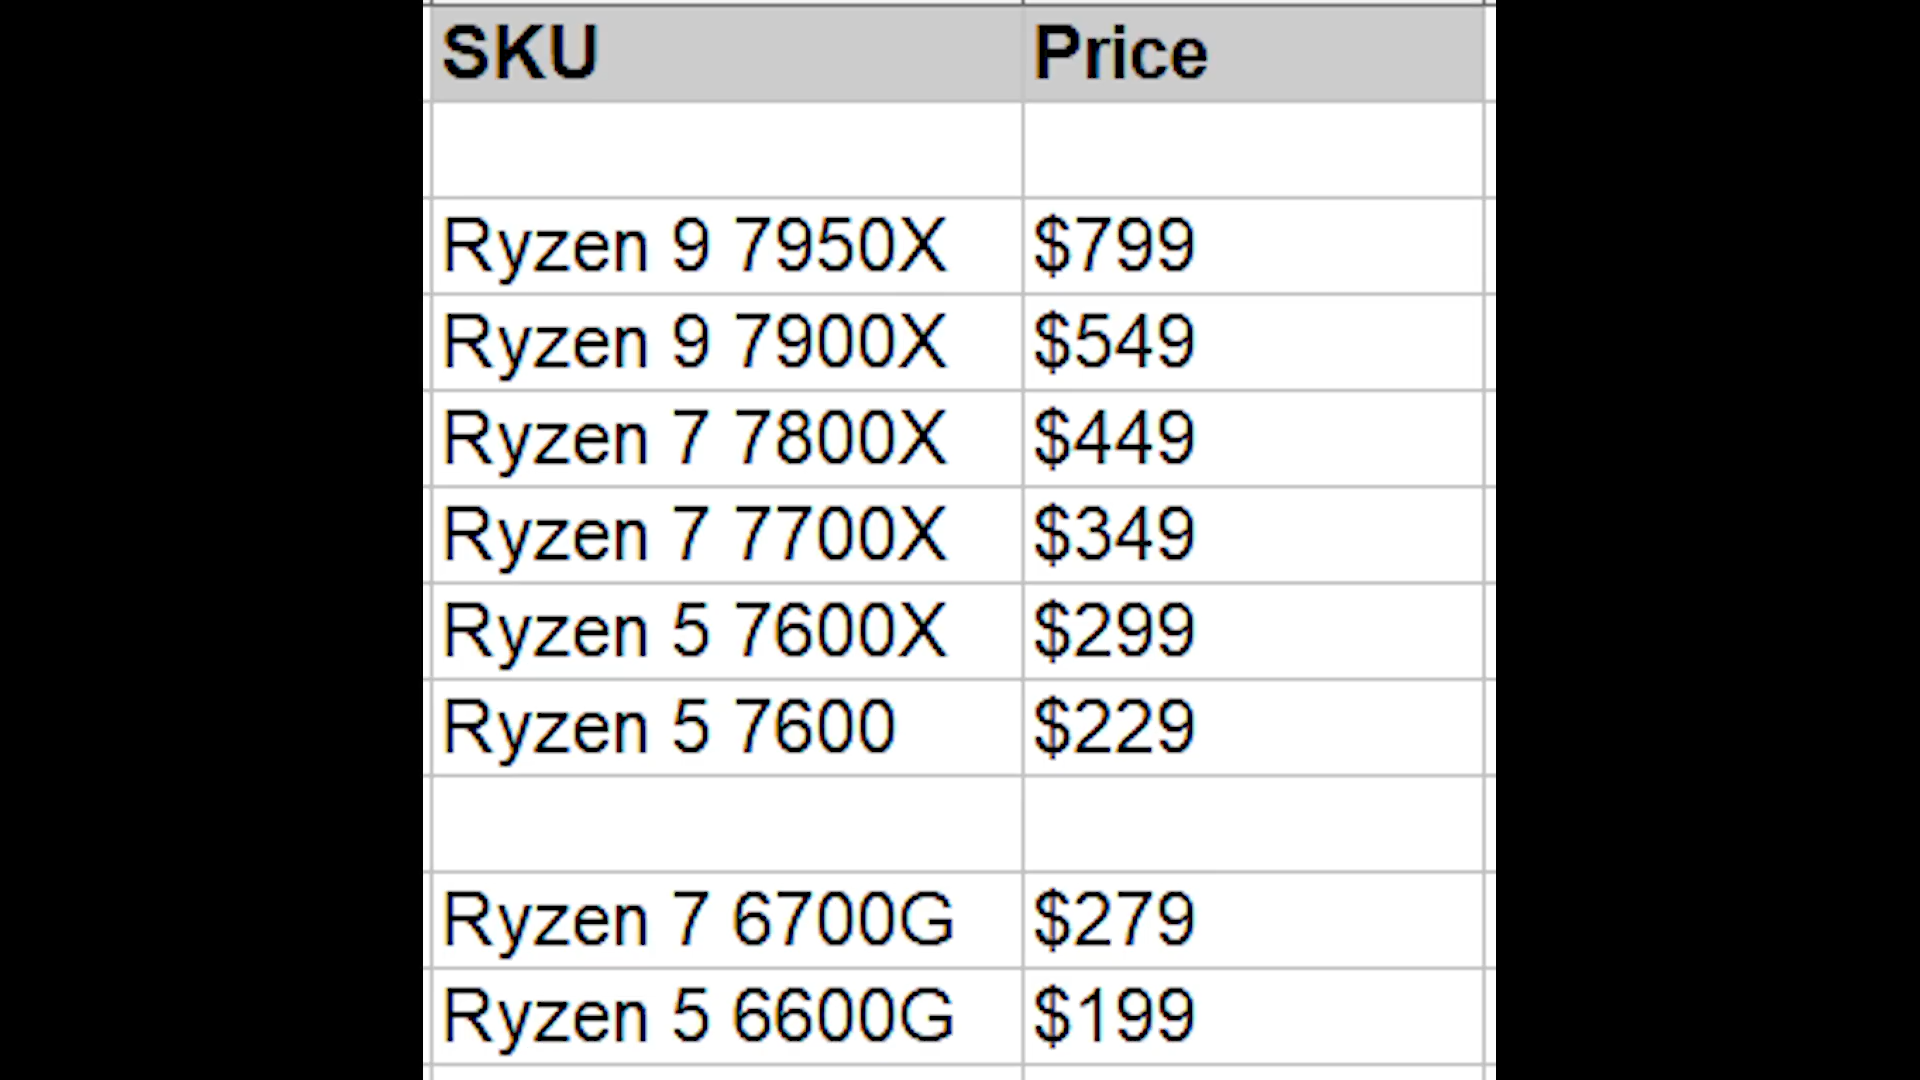 SKU Price
Ryzen 9 7950X $799
Ryzen 9 7900X $549
Ryzen 7 7800X $449
Ryzen 7 7700X $349
Ryzen 5 7600X $299
Ryzen 5 7600 $229
Ryzen 7 6700G $279
Ryzen 5 6600G $199